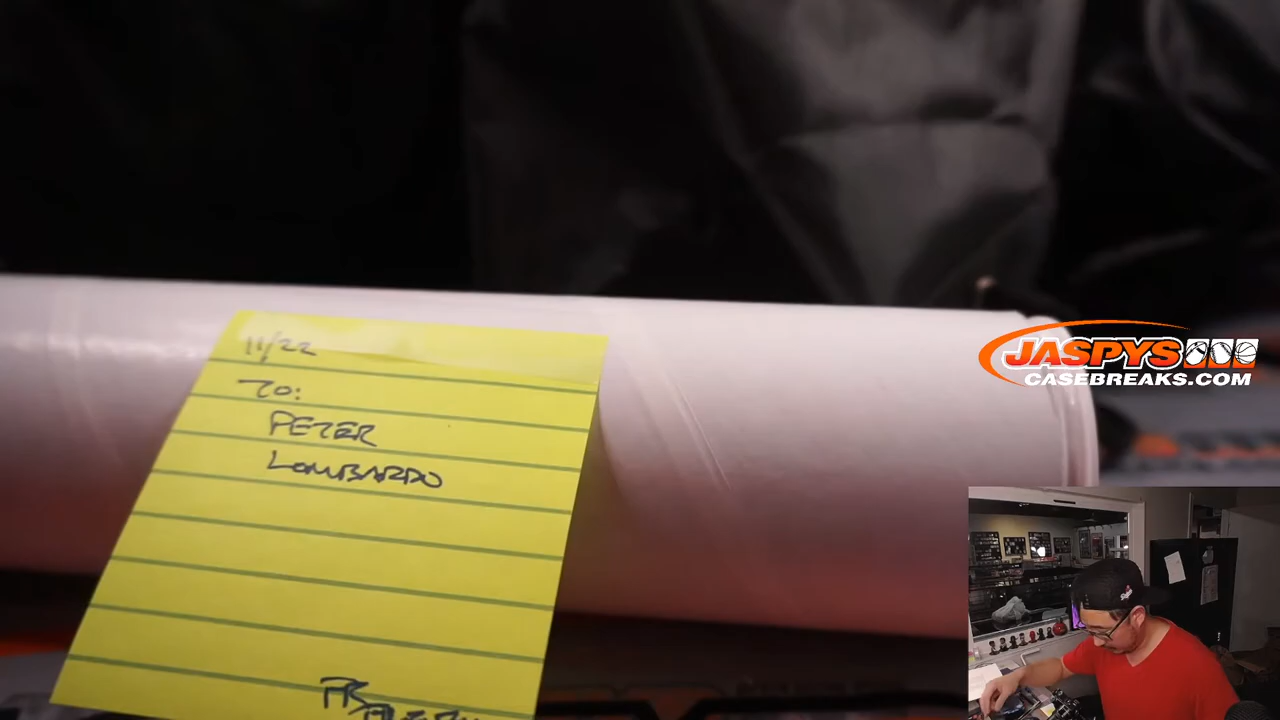 11/22
TO:
PETER
LOMBARDO
JASPYS
CASEBREAKS.COM